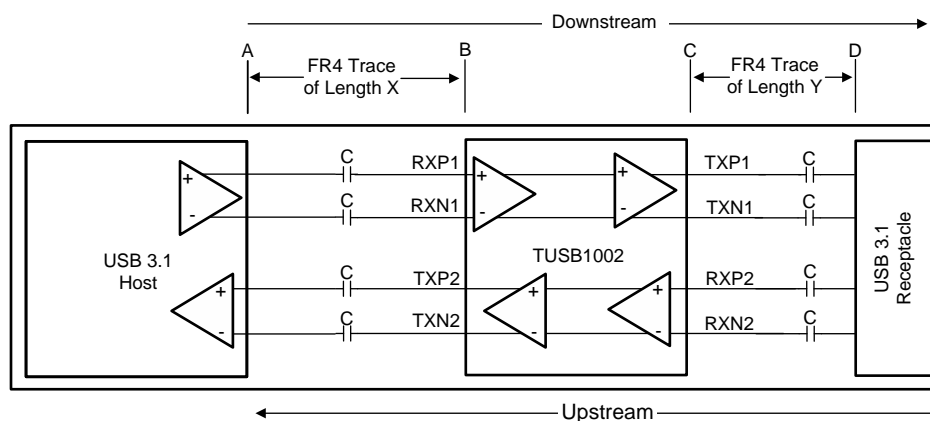 Downstream
A
B
C
D
FR4 Trace
of Length X
FR4 Trace
of Length Y
C
RXP1
TXP1
C
+
+
+
C
RXN1
TXN1
C
-
-
-
USB 3.1
Host
TUSB1002
USB 3.1
Receptacle
C
TXP2
RXP2
C
+
+
+
C
TXN2
RXN2
C
-
-
-
Upstream